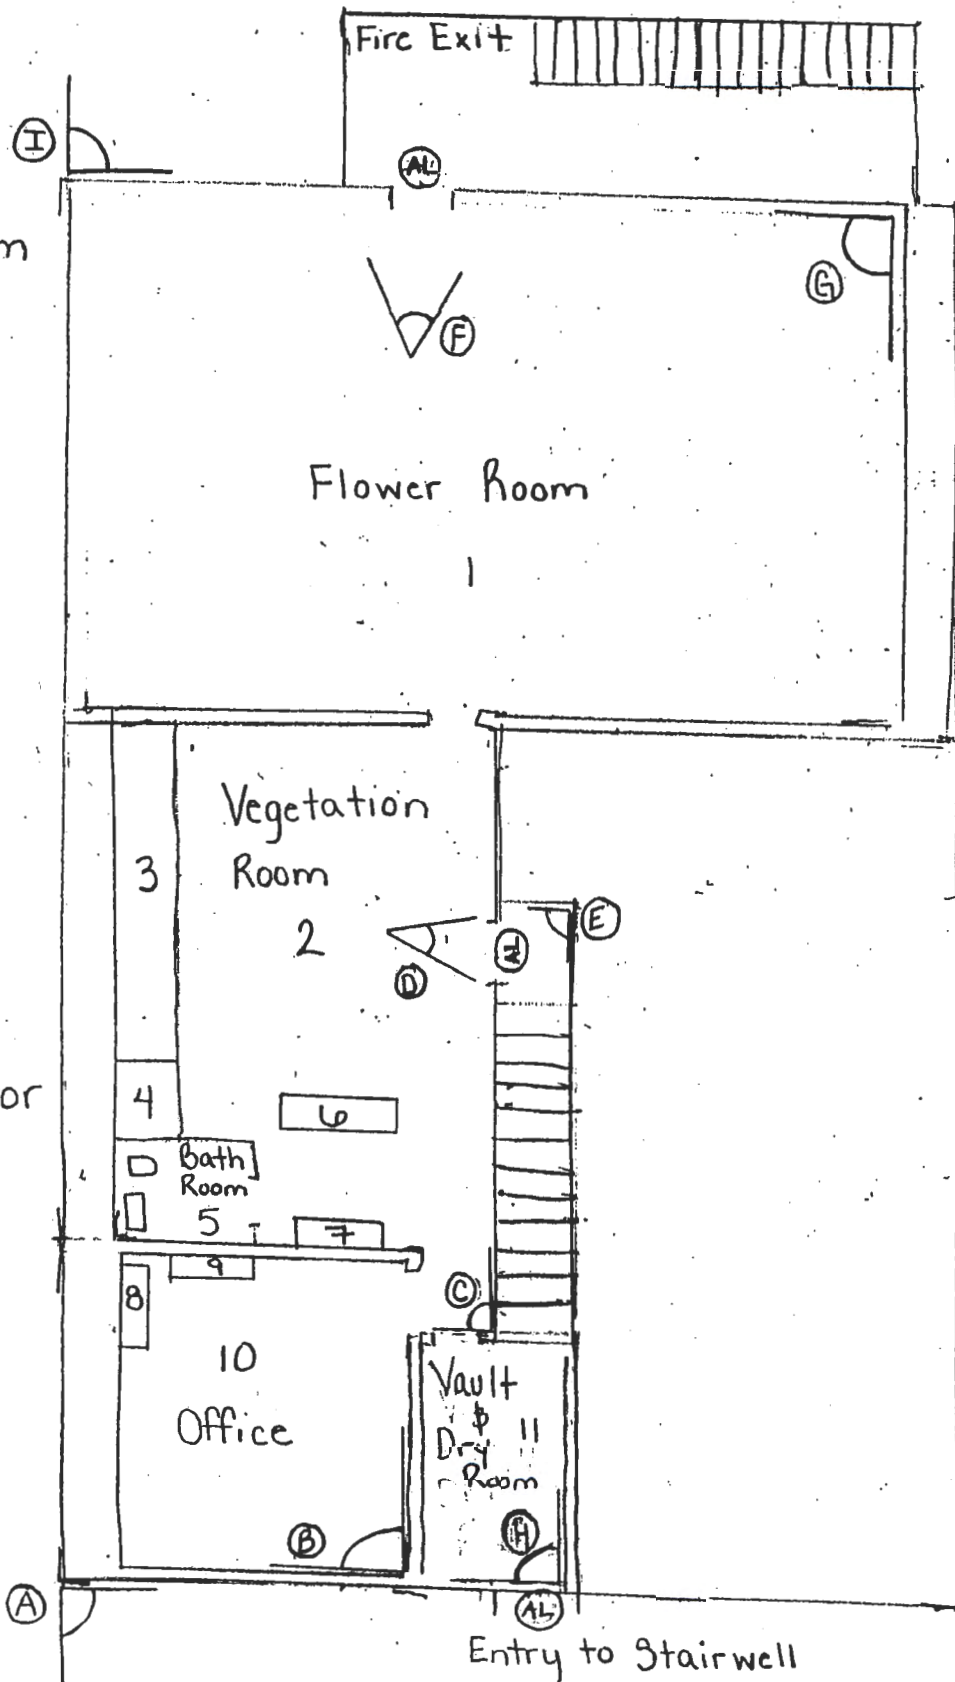 Fire Exit
I
AL
m
G
F
Flower Room
1
Vegetation
Room
3
2
E
AL
D
or
4
6
Bath
Room
5
7
9
8
C
10
Office
Vault
$
Dry 11
Room
B
H
A
AL
Entry to Stairwell